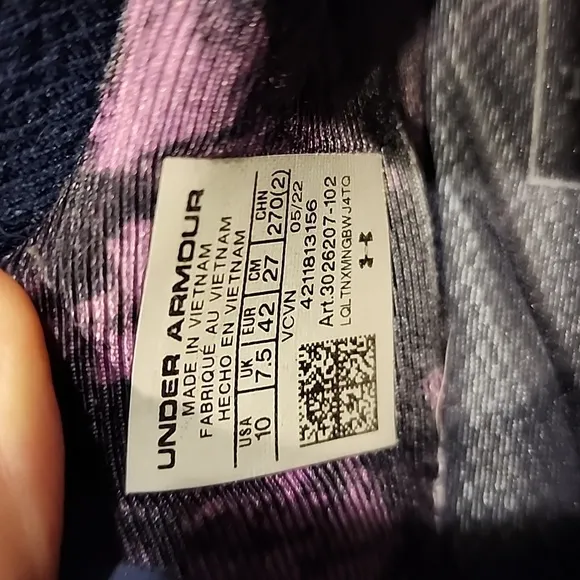 UNDER ARMOUR
MADE IN VIETNAM
FABRIQUÉ AU VIETNAM
HECHO EN VIETNAM
USA UK EUR CM CHN
10 7.5 42 27 270(2)
VCVN 05/22
4211813156
Art.3026207-102
LQLTNXMNGBWJ4TQ